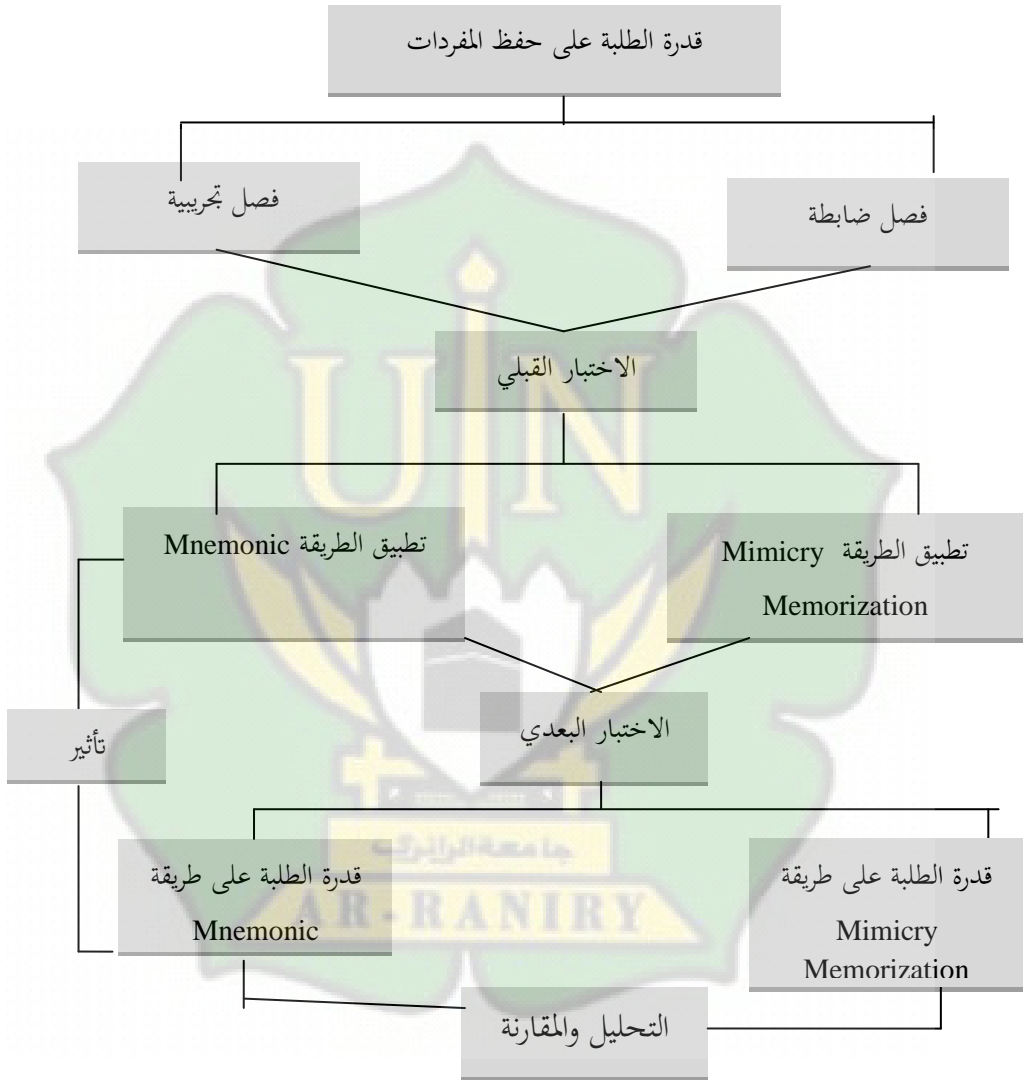 قدرة الطلبة على حفظ المفردات
فصل ضابطة
فصل تجريبية
الاختبار القبلي
تطبيق الطريقة Mimicry
Memorization
تطبيق الطريقة Mnemonic
الاختبار البعدي
تأثير
قدرة الطلبة على طريقة
Mimicry
Memorization
قدرة الطلبة على طريقة
Mnemonic
التحليل والمقارنة
UIN
جامعة الرانيري
AR-RANIRY